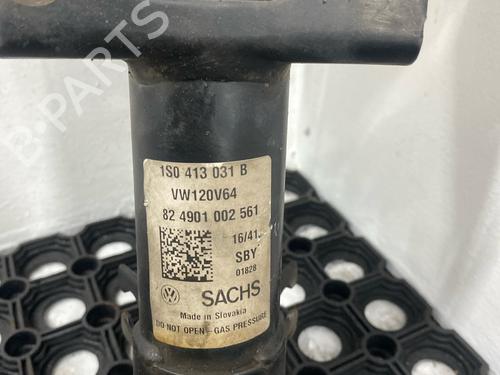 B-PARTS
1S0 413 031 B
VW120V64
82 4901 002 561
16/41
SBY
01828
SACHS
Made in Slovakia
DO NOT OPEN - GAS PRESSURE